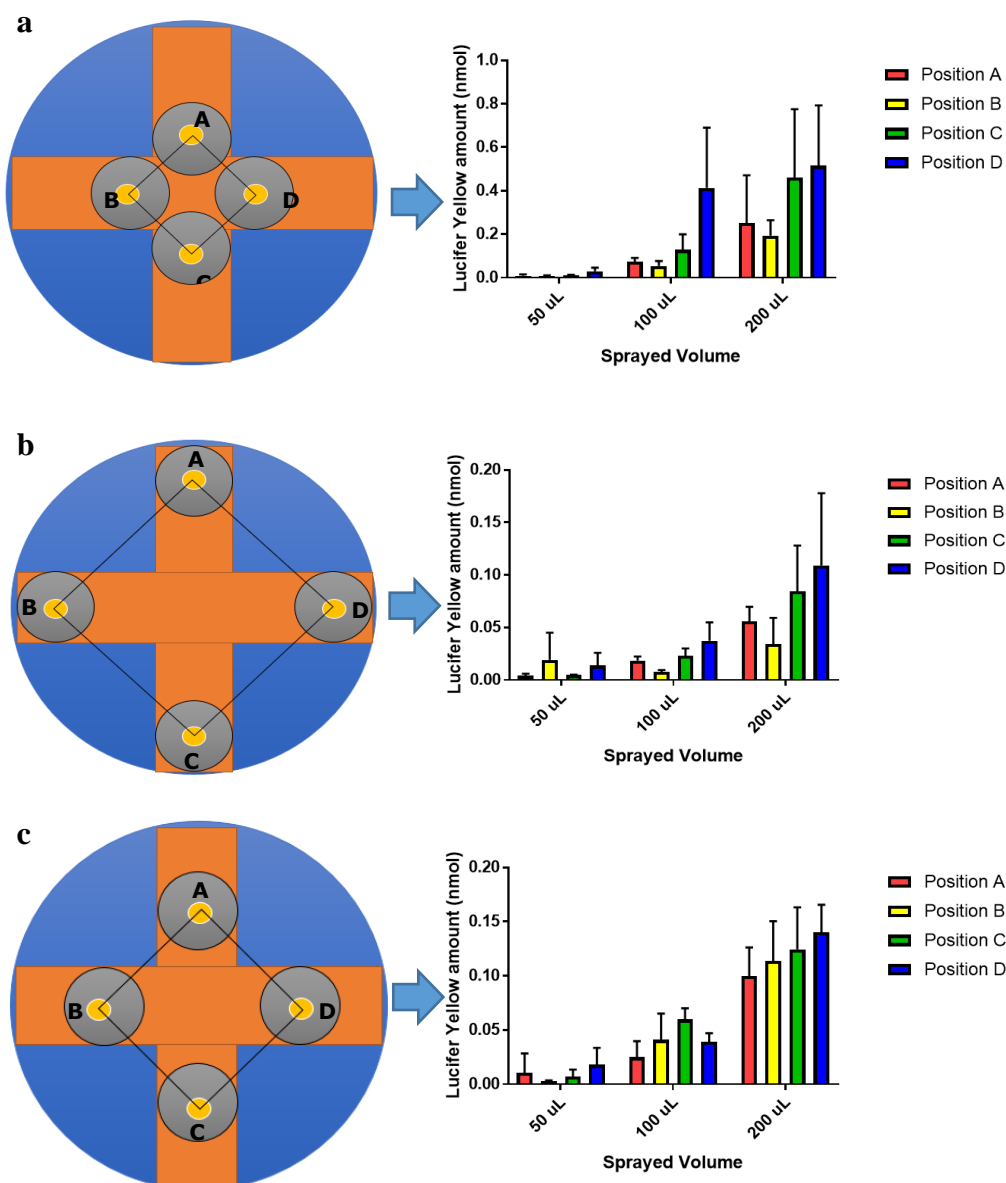 a
A
B
D
C
Lucifer Yellow amount (nmol)
1.0
0.8
0.6
0.4
0.2
0.0
50 uL
100 uL
200 uL
Sprayed Volume
Position A
Position B
Position C
Position D
b
A
B
D
C
Lucifer Yellow amount (nmol)
0.20
0.15
0.10
0.05
0.00
50 uL
100 uL
200 uL
Sprayed Volume
Position A
Position B
Position C
Position D
c
A
B
D
C
Lucifer Yellow amount (nmol)
0.20
0.15
0.10
0.05
0.00
50 uL
100 uL
200 uL
Sprayed Volume
Position A
Position B
Position C
Position D